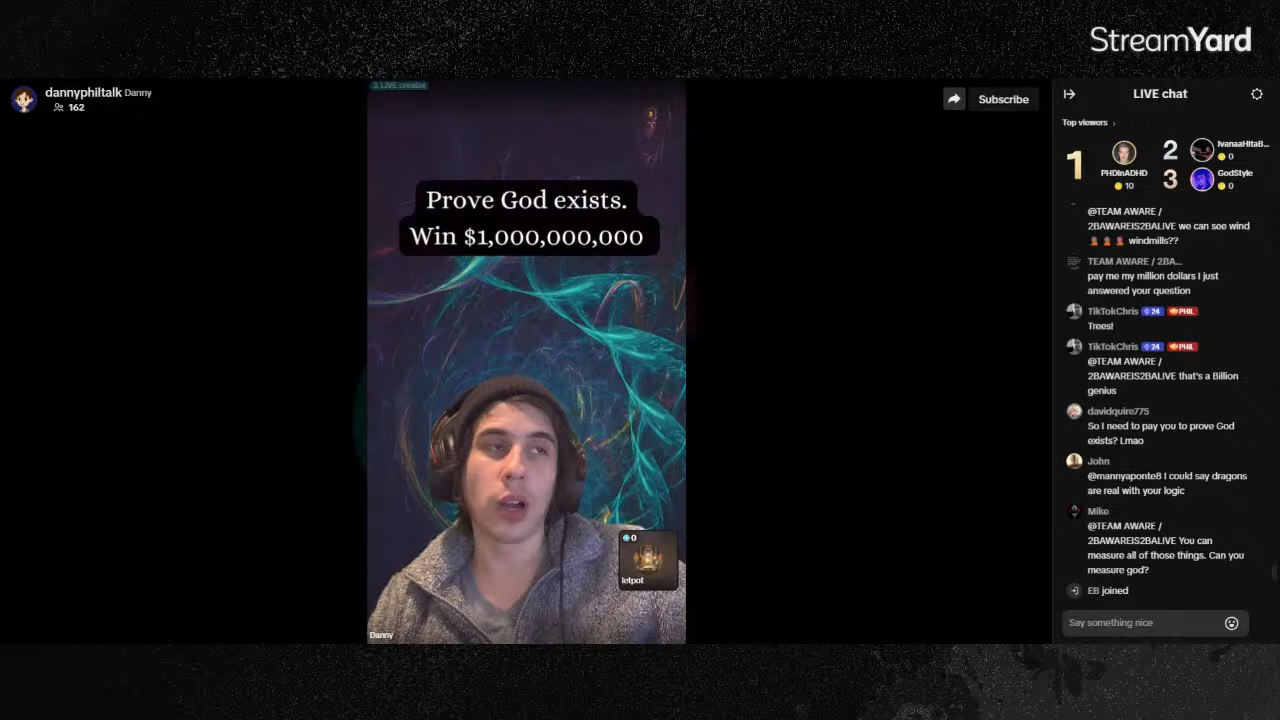 StreamYard
dannyphiltalk Danny
162
Subscribe
LIVE creator
Prove God exists.
Win $1,000,000,000
0
lefpot
Danny
LIVE chat
Top viewers
1
PHDinADHD
10
2
IvanaaHitaB...
0
3
GodStyle
0
@TEAM AWARE /
2BAWAREIS2BALIVE we can see wind
windmills??
TEAM AWARE / 2BA...
pay me my million dollars I just
answered your question
TikTokChris 24 PHIL
Trees!
TikTokChris 24 PHIL
@TEAM AWARE /
2BAWAREIS2BALIVE that's a Billion
genius
davidquire775
So I need to pay you to prove God
exists? Lmao
John
@mannyaponte8 I could say dragons
are real with your logic
Mike
@TEAM AWARE /
2BAWAREIS2BALIVE You can
measure all of those things. Can you
measure god?
EB joined
Say something nice